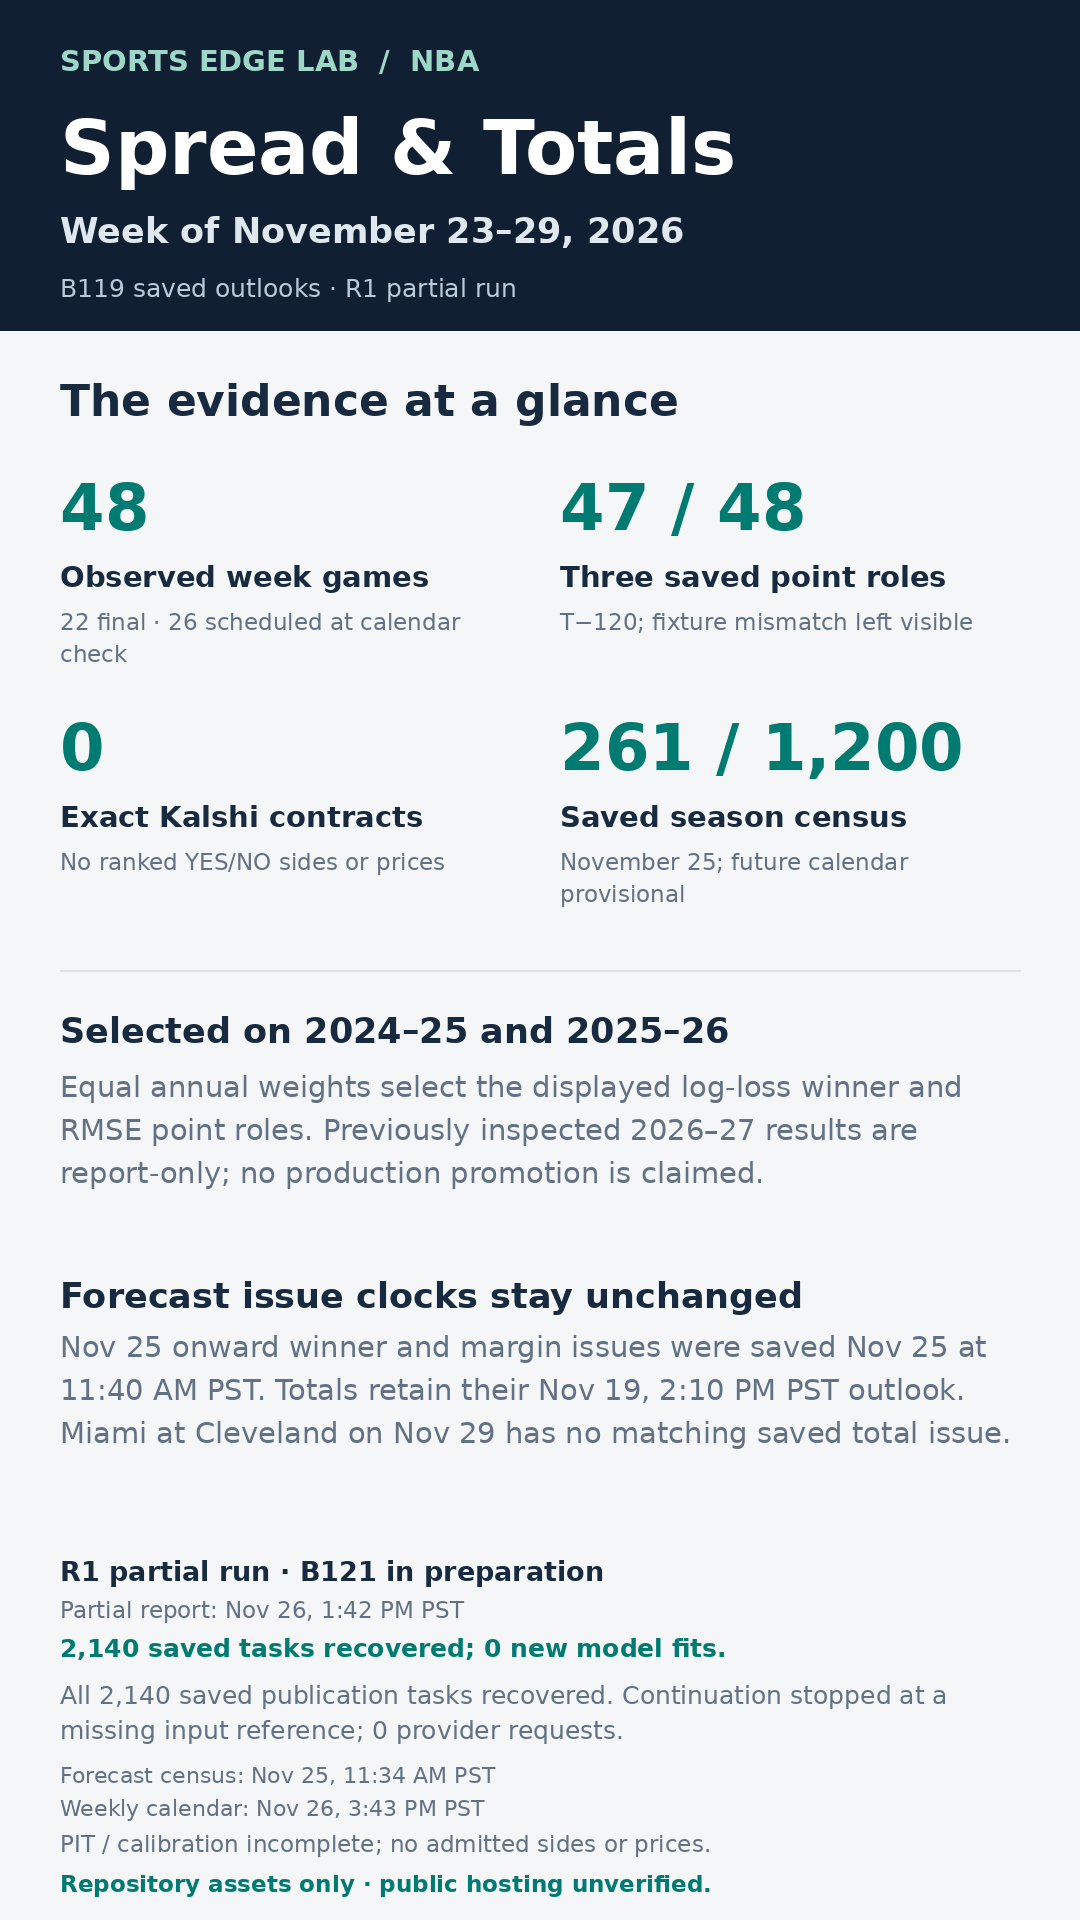 SPORTS EDGE LAB / NBA
Spread & Totals
Week of November 23–29, 2026
B119 saved outlooks · R1 partial run
The evidence at a glance
48
Observed week games
22 final · 26 scheduled at calendar
check
47 / 48
Three saved point roles
T−120; fixture mismatch left visible
0
Exact Kalshi contracts
No ranked YES/NO sides or prices
261 / 1,200
Saved season census
November 25; future calendar
provisional
Selected on 2024–25 and 2025–26
Equal annual weights select the displayed log-loss winner and
RMSE point roles. Previously inspected 2026–27 results are
report-only; no production promotion is claimed.
Forecast issue clocks stay unchanged
Nov 25 onward winner and margin issues were saved Nov 25 at
11:40 AM PST. Totals retain their Nov 19, 2:10 PM PST outlook.
Miami at Cleveland on Nov 29 has no matching saved total issue.
R1 partial run · B121 in preparation
Partial report: Nov 26, 1:42 PM PST
2,140 saved tasks recovered; 0 new model fits.
All 2,140 saved publication tasks recovered. Continuation stopped at a
missing input reference; 0 provider requests.
Forecast census: Nov 25, 11:34 AM PST
Weekly calendar: Nov 26, 3:43 PM PST
PIT / calibration incomplete; no admitted sides or prices.
Repository assets only · public hosting unverified.